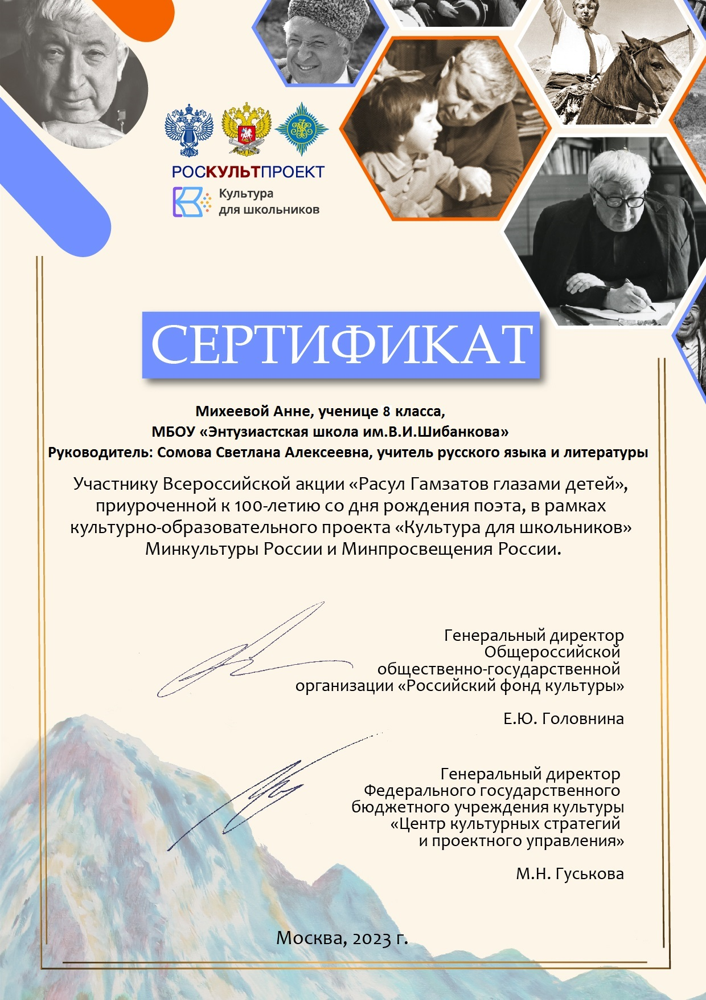 РОСКУЛЬТПРОЕКТ
Культура
для школьников
СЕРТИФИКАТ
Михеевой Анне, ученице 8 класса,
МБОУ «Энтузиастская школа им.В.И.Шибанкова»
Руководитель: Сомова Светлана Алексеевна, учитель русского языка и литературы
Участнику Всероссийской акции «Расул Гамзатов глазами детей»,
приуроченной к 100-летию со дня рождения поэта, в рамках
культурно-образовательного проекта «Культура для школьников»
Минкультуры России и Минпросвещения России.
Генеральный директор
Общероссийской
общественно-государственной
организации «Российский фонд культуры»
Е.Ю. Головнина
Генеральный директор
Федерального государственного
бюджетного учреждения культуры
«Центр культурных стратегий
и проектного управления»
М.Н. Гуськова
Москва, 2023 г.